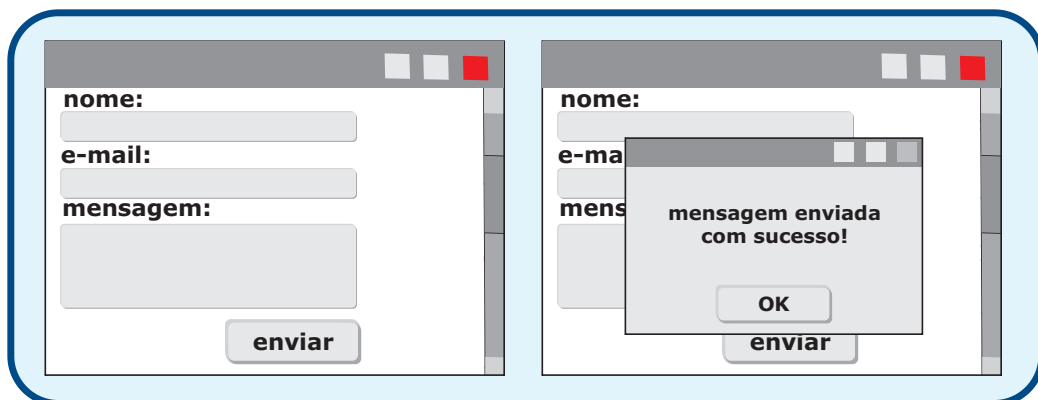 nome:
e-mail:
mensagem:
enviar
nome:
e-ma
mens
mensagem enviada
com sucesso!
OK
enviar